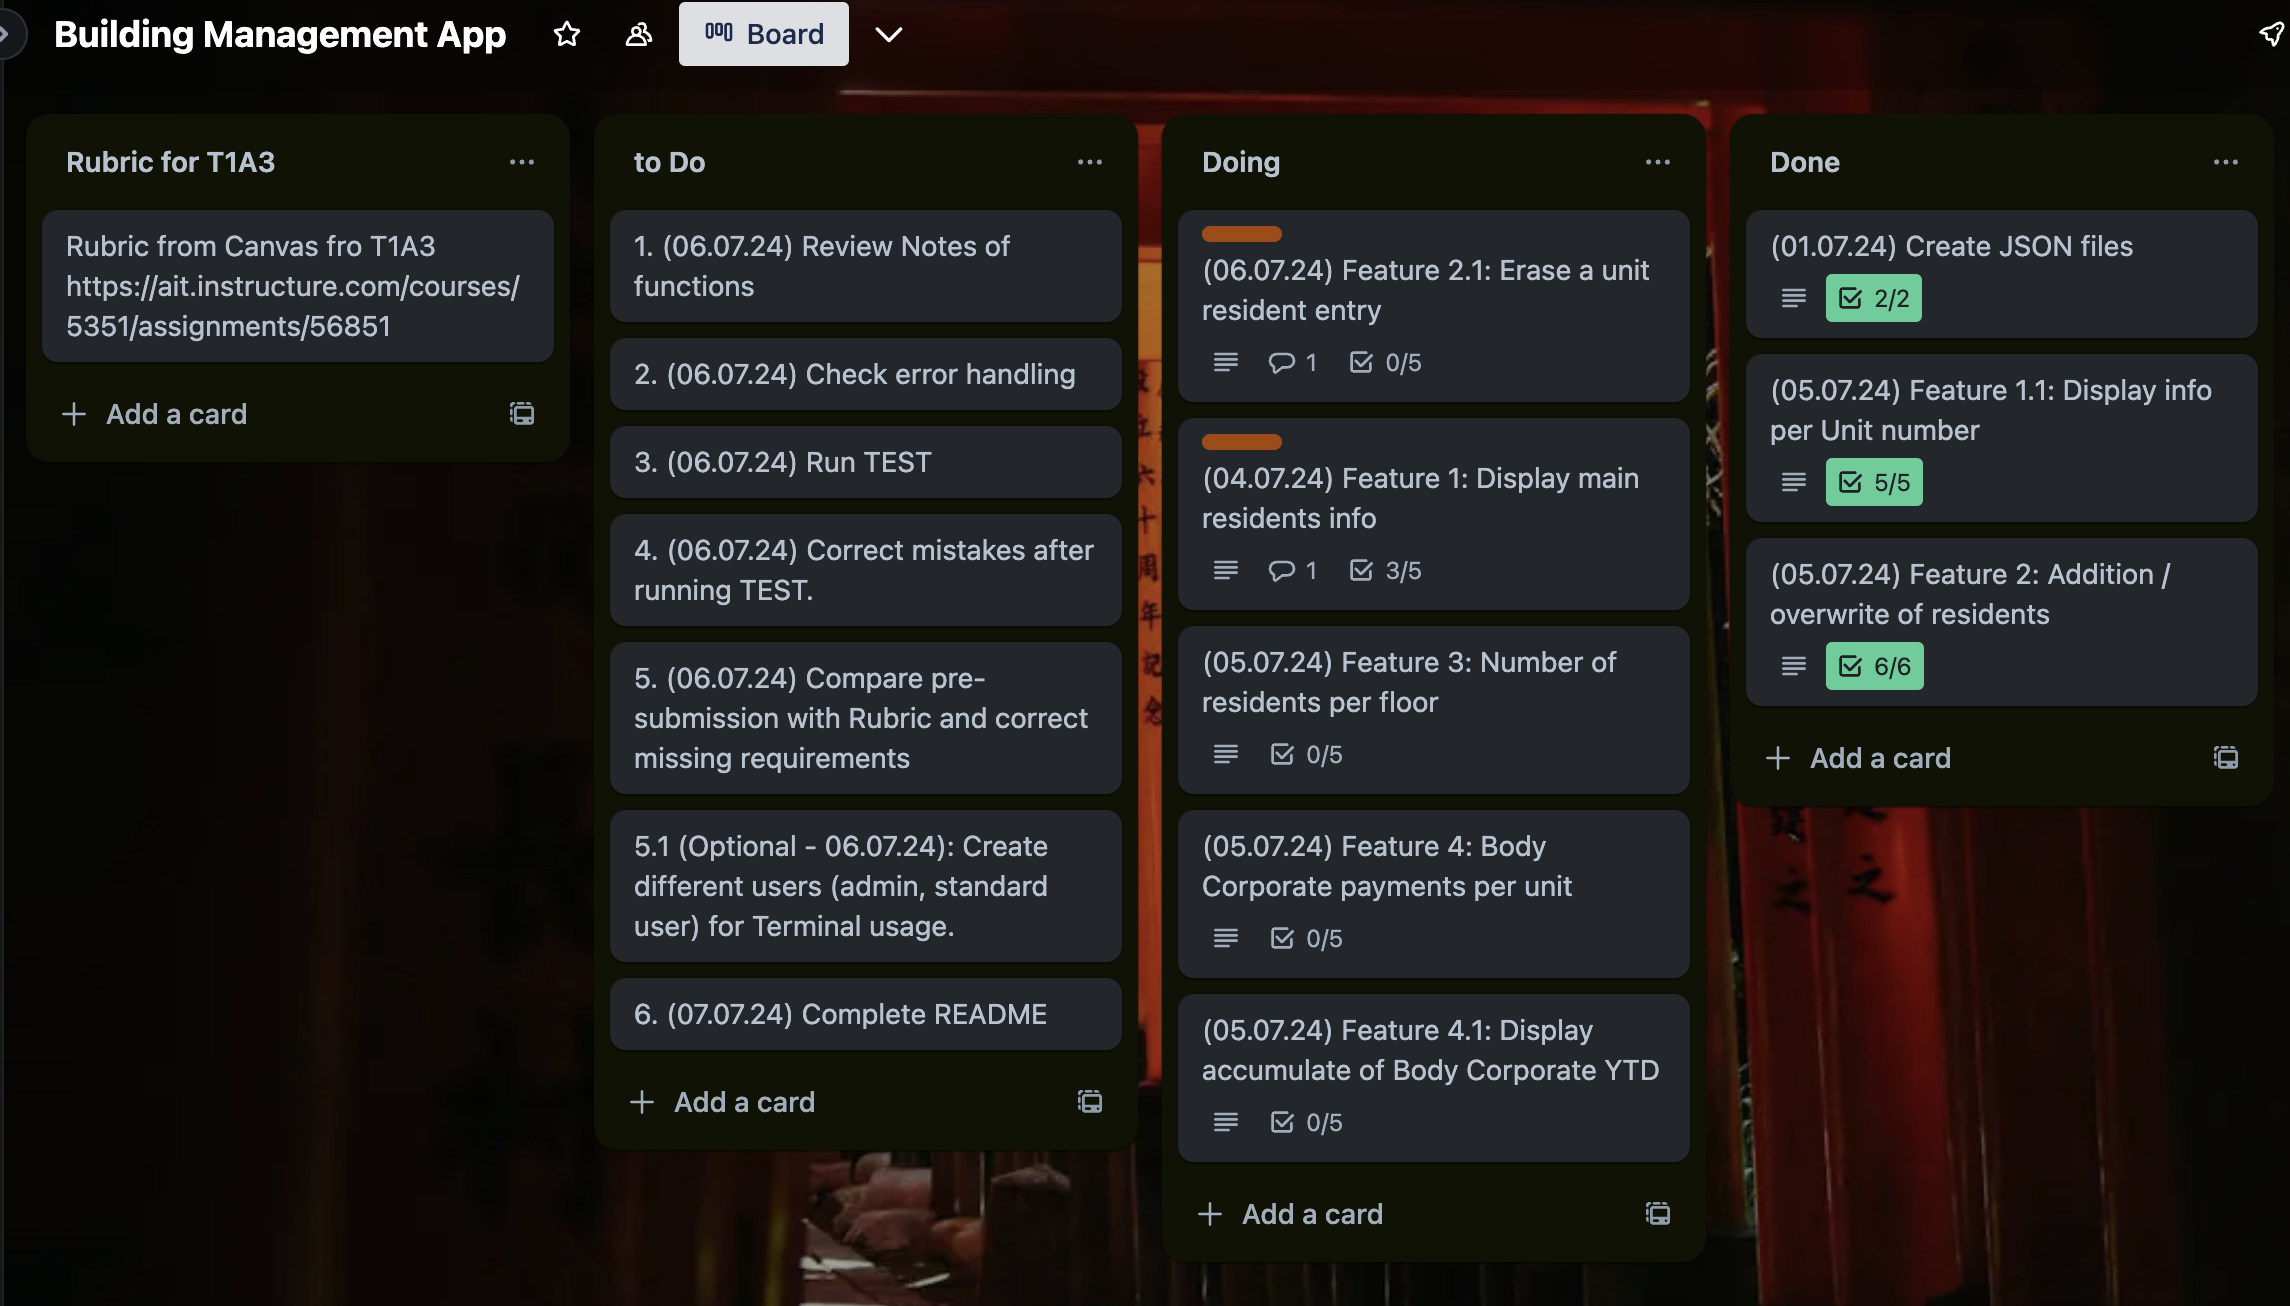 Building Management App
Board
Rubric for T1A3
Rubric from Canvas fro T1A3
https://ait.instructure.com/courses/
5351/assignments/56851
Add a card
to Do
1. (06.07.24) Review Notes of
functions
2. (06.07.24) Check error handling
3. (06.07.24) Run TEST
4. (06.07.24) Correct mistakes after
running TEST.
5. (06.07.24) Compare pre-
submission with Rubric and correct
missing requirements
5.1 (Optional - 06.07.24): Create
different users (admin, standard
user) for Terminal usage.
6. (07.07.24) Complete README
Add a card
Doing
(06.07.24) Feature 2.1: Erase a unit
resident entry
1 0/5
(04.07.24) Feature 1: Display main
residents info
1 3/5
(05.07.24) Feature 3: Number of
residents per floor
0/5
(05.07.24) Feature 4: Body
Corporate payments per unit
0/5
(05.07.24) Feature 4.1: Display
accumulate of Body Corporate YTD
0/5
Add a card
Done
(01.07.24) Create JSON files
2/2
(05.07.24) Feature 1.1: Display info
per Unit number
5/5
(05.07.24) Feature 2: Addition /
overwrite of residents
6/6
Add a card